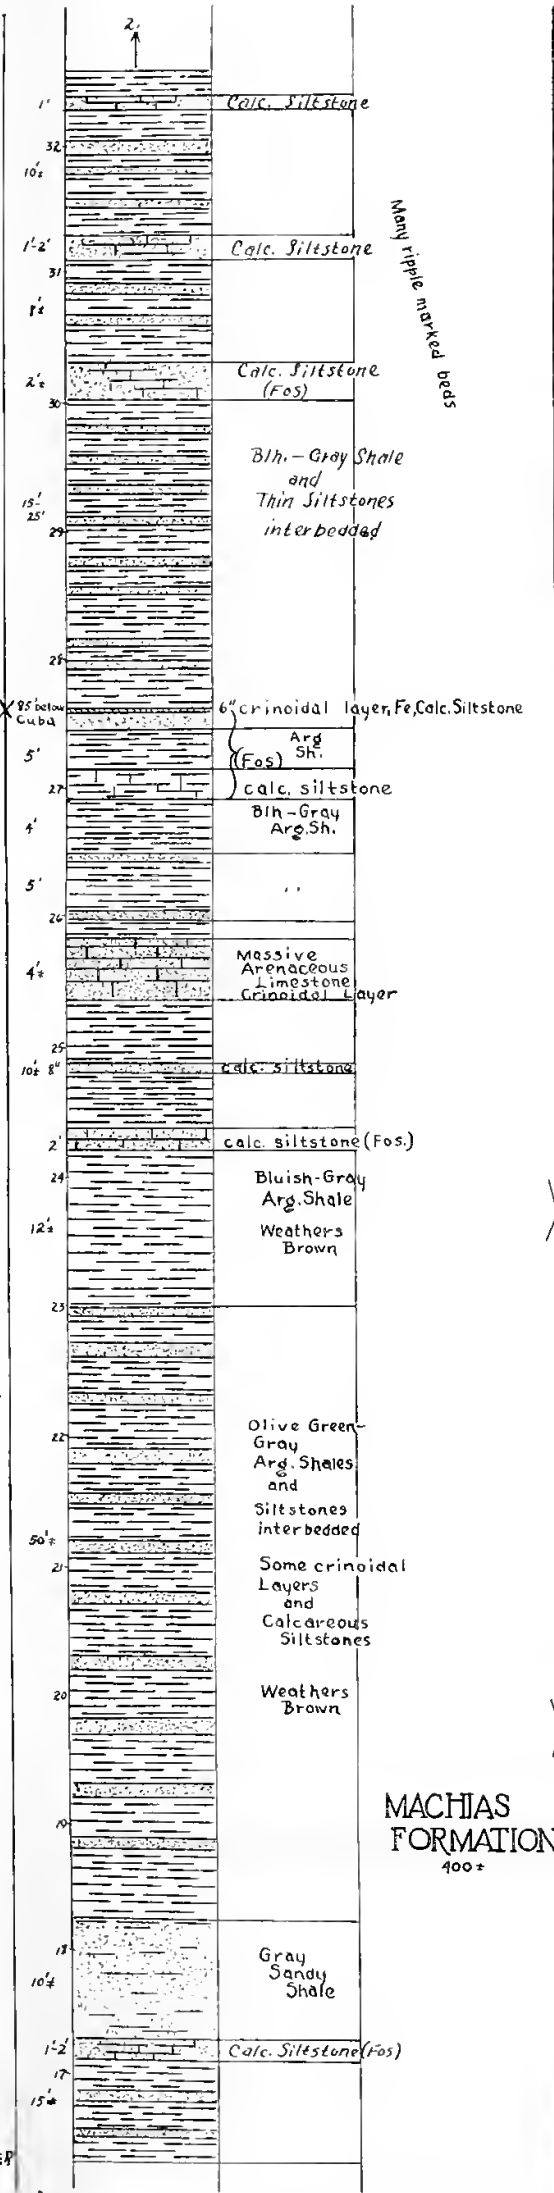 2.
1' Calc. Siltstone
32
10'±
1'-2' Calc. Siltstone
31
8'±
Many ripple marked beds
2'± Calc. Siltstone
(Fos)
30
Blh.-Gray Shale
and
Thin Siltstones
interbedded
15'-
25'
29
28
X 85' below
Cuba
6" crinoidal layer, Fe, Calc. Siltstone
5' Arg
Sh.
(Fos)
27 calc. siltstone
4' Blh-Gray
Arg. Sh.
5' ,,
26
4'± Massive
Arenaceous
Limestone
Crinoidal Layer
25
10'± 8" calc. siltstone
2' calc. siltstone (Fos.)
24 Bluish-Gray
Arg. Shale
12'± Weathers
Brown
23
22 Olive Green-
Gray
Arg. Shales
and
Siltstones
interbedded
50'±
21 Some crinoidal
Layers
and
Calcareous
Siltstones
20 Weathers
Brown
19
MACHIAS
FORMATION
400±
18 Gray
Sandy
Shale
10'±
1'-2' Calc. Siltstone (Fos)
17
15'±